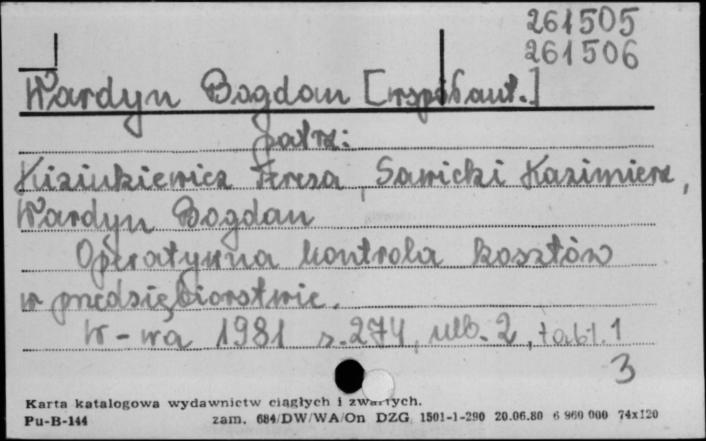 261505
261506
Wardyn Bogdan [współaut.]
patrz:
Kiziukiewicz Teresa, Sawicki Kazimierz,
Wardyn Bogdan
Operatywna kontrola kosztów
w przedsiębiorstwie.
W-wa 1981 s. 274, nlb. 2, tabl. 1
3
Karta katalogowa wydawnictw ciągłych i zwartych.
Pu-B-144 zam. 684/DW/WA/On DZG 1501-1-290 20.06.80 6 960 000 74x120